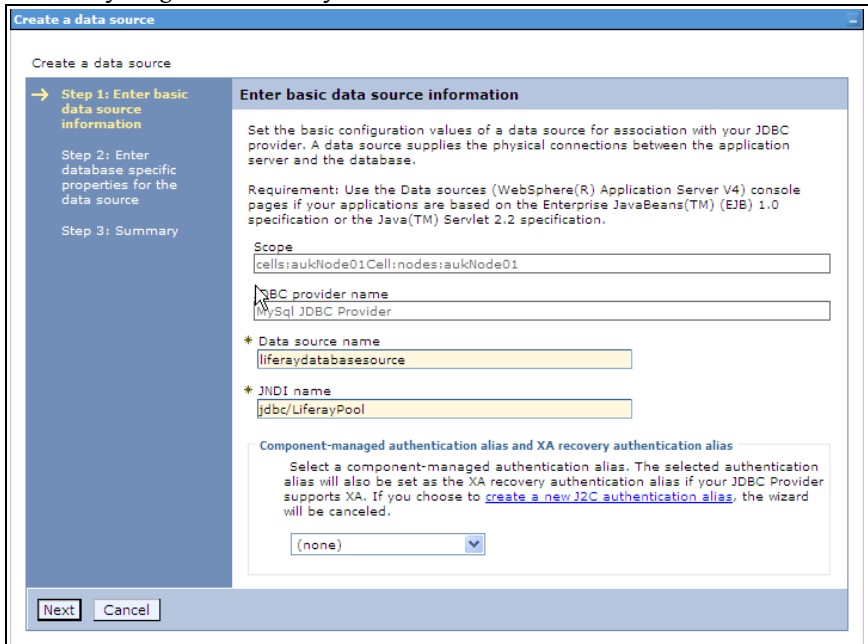 Create a data source
Create a data source
Step 1: Enter basic
data source
information
Step 2: Enter
database specific
properties for the
data source
Step 3: Summary
Enter basic data source information
Set the basic configuration values of a data source for association with your JDBC
provider. A data source supplies the physical connections between the application
server and the database.
Requirement: Use the Data sources (WebSphere(R) Application Server V4) console
pages if your applications are based on the Enterprise JavaBeans(TM) (EJB) 1.0
specification or the Java(TM) Servlet 2.2 specification.
Scope
cells:aukNode01Cell:nodes:aukNode01
JDBC provider name
MySql JDBC Provider
* Data source name
liferaydatabasesource
* JNDI name
jdbc/LiferayPool
Component-managed authentication alias and XA recovery authentication alias
Select a component-managed authentication alias. The selected authentication
alias will also be set as the XA recovery authentication alias if your JDBC Provider
supports XA. If you choose to create a new J2C authentication alias, the wizard
will be canceled.
(none)
Next Cancel